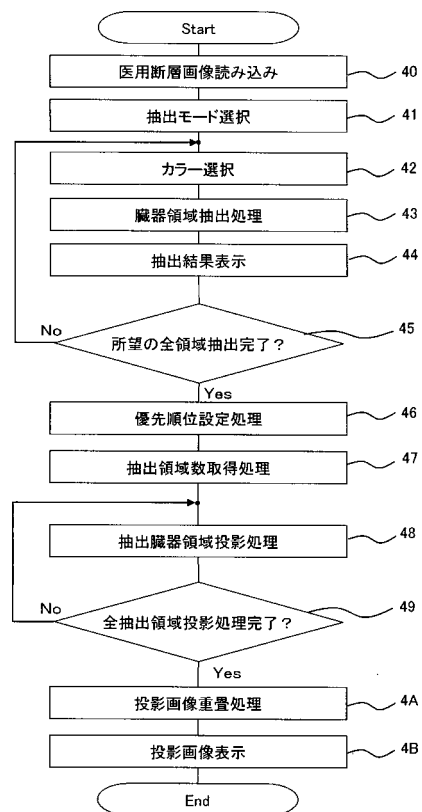 Start
医用断層画像読み込み 40
抽出モード選択 41
カラー選択 42
臓器領域抽出処理 43
抽出結果表示 44
所望の全領域抽出完了? 45
No
Yes
優先順位設定処理 46
抽出領域数取得処理 47
抽出臓器領域投影処理 48
全抽出領域投影処理完了? 49
No
Yes
投影画像重畳処理 4A
投影画像表示 4B
End